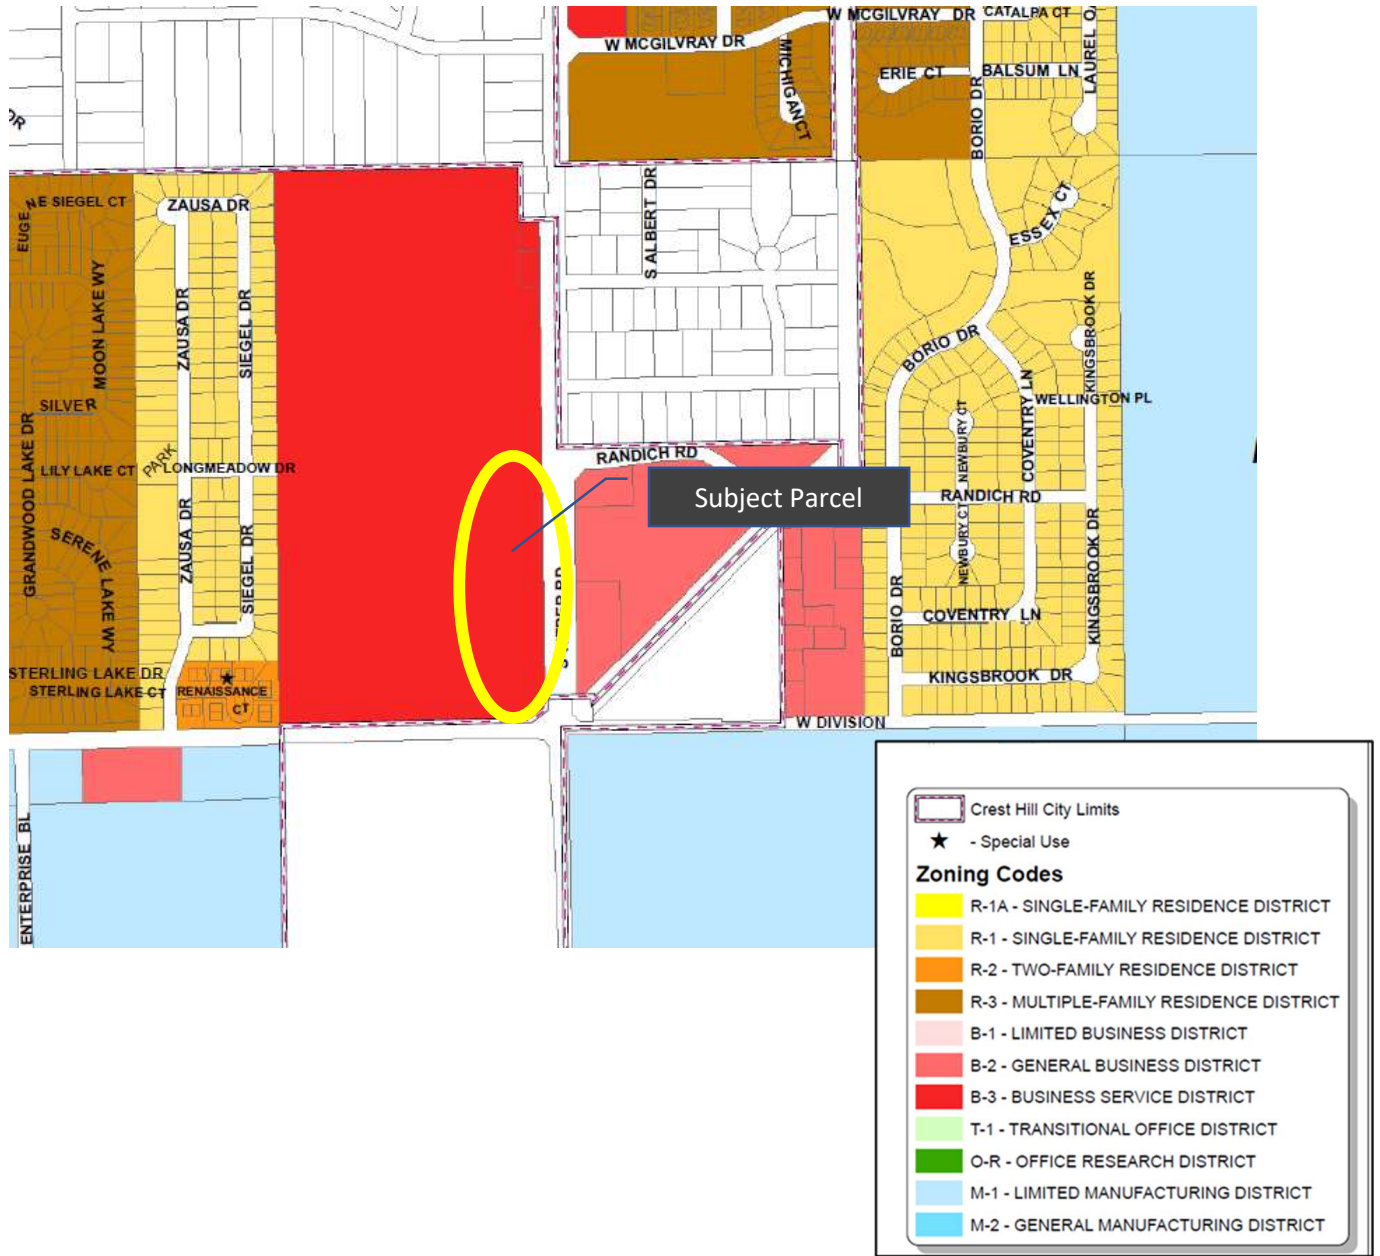 W MCGILVRAY DR
CATALPA CT
W MCGILVRAY DR
MICHIGAN CT
ERIE CT
BALSUM LN
LAUREL
BORIO DR
DR
S ALBERT DR
ESSEX CT
EUGENE SIEGEL CT
ZAUSA DR
MOON LAKE WY
ZAUSA DR
SIEGEL DR
KINGSBROOK DR
BORIO DR
WELLINGTON PL
SILVER
GRANDWOOD LAKE DR
COVENTRY LN
NEWBURY CT
LILY LAKE CT
PARK
LONGMEADOW DR
RANDICH RD
Subject Parcel
RANDICH RD
SERENE LAKE WY
ZAUSA DR
SIEGEL DR
NEWBURY CT
KINGSBROOK DR
BORIO DR
COVENTRY LN
STERLING LAKE DR
STERLING LAKE CT
★
RENAISSANCE
CT
KINGSBROOK DR
W DIVISION
ENTERPRISE BL
Crest Hill City Limits
★ - Special Use
Zoning Codes
R-1A - SINGLE-FAMILY RESIDENCE DISTRICT
R-1 - SINGLE-FAMILY RESIDENCE DISTRICT
R-2 - TWO-FAMILY RESIDENCE DISTRICT
R-3 - MULTIPLE-FAMILY RESIDENCE DISTRICT
B-1 - LIMITED BUSINESS DISTRICT
B-2 - GENERAL BUSINESS DISTRICT
B-3 - BUSINESS SERVICE DISTRICT
T-1 - TRANSITIONAL OFFICE DISTRICT
O-R - OFFICE RESEARCH DISTRICT
M-1 - LIMITED MANUFACTURING DISTRICT
M-2 - GENERAL MANUFACTURING DISTRICT